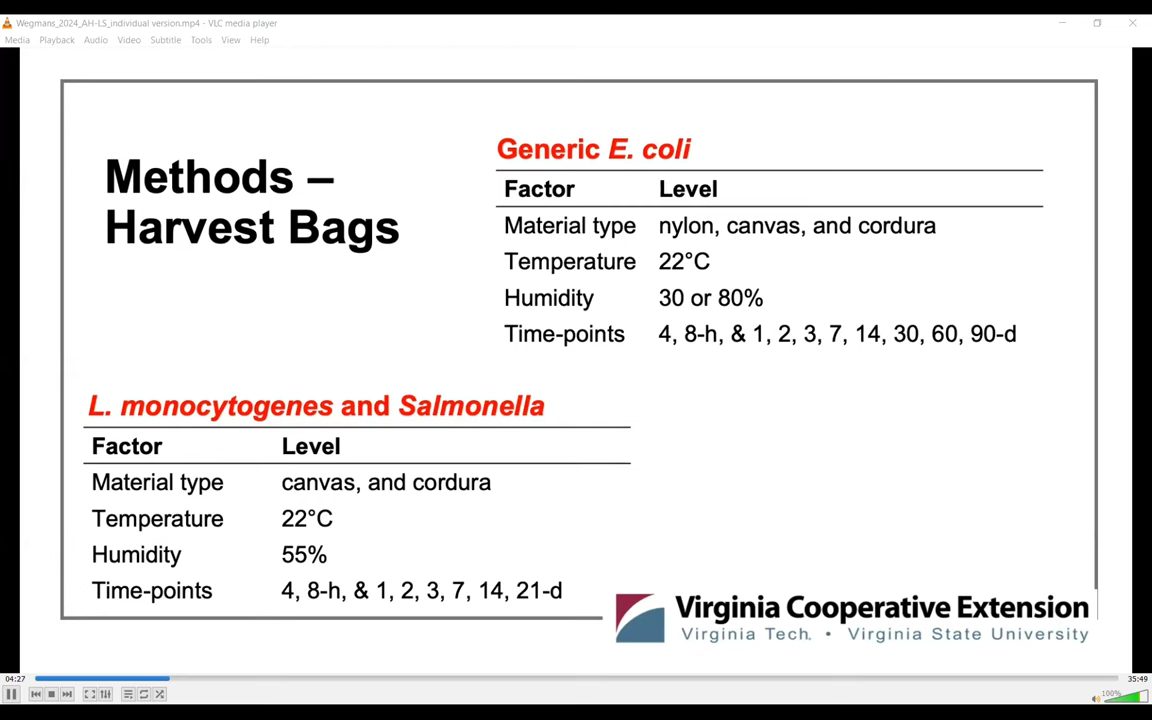 Wegmans_2024_AH-LS_individual version.mp4 - VLC media player
Media Playback Audio Video Subtitle Tools View Help
Methods –
Harvest Bags
Generic E. coli
Factor Level
Material type nylon, canvas, and cordura
Temperature 22°C
Humidity 30 or 80%
Time-points 4, 8-h, & 1, 2, 3, 7, 14, 30, 60, 90-d
L. monocytogenes and Salmonella
Factor Level
Material type canvas, and cordura
Temperature 22°C
Humidity 55%
Time-points 4, 8-h, & 1, 2, 3, 7, 14, 21-d
Virginia Cooperative Extension
Virginia Tech. • Virginia State University
04:27 35:49
100%